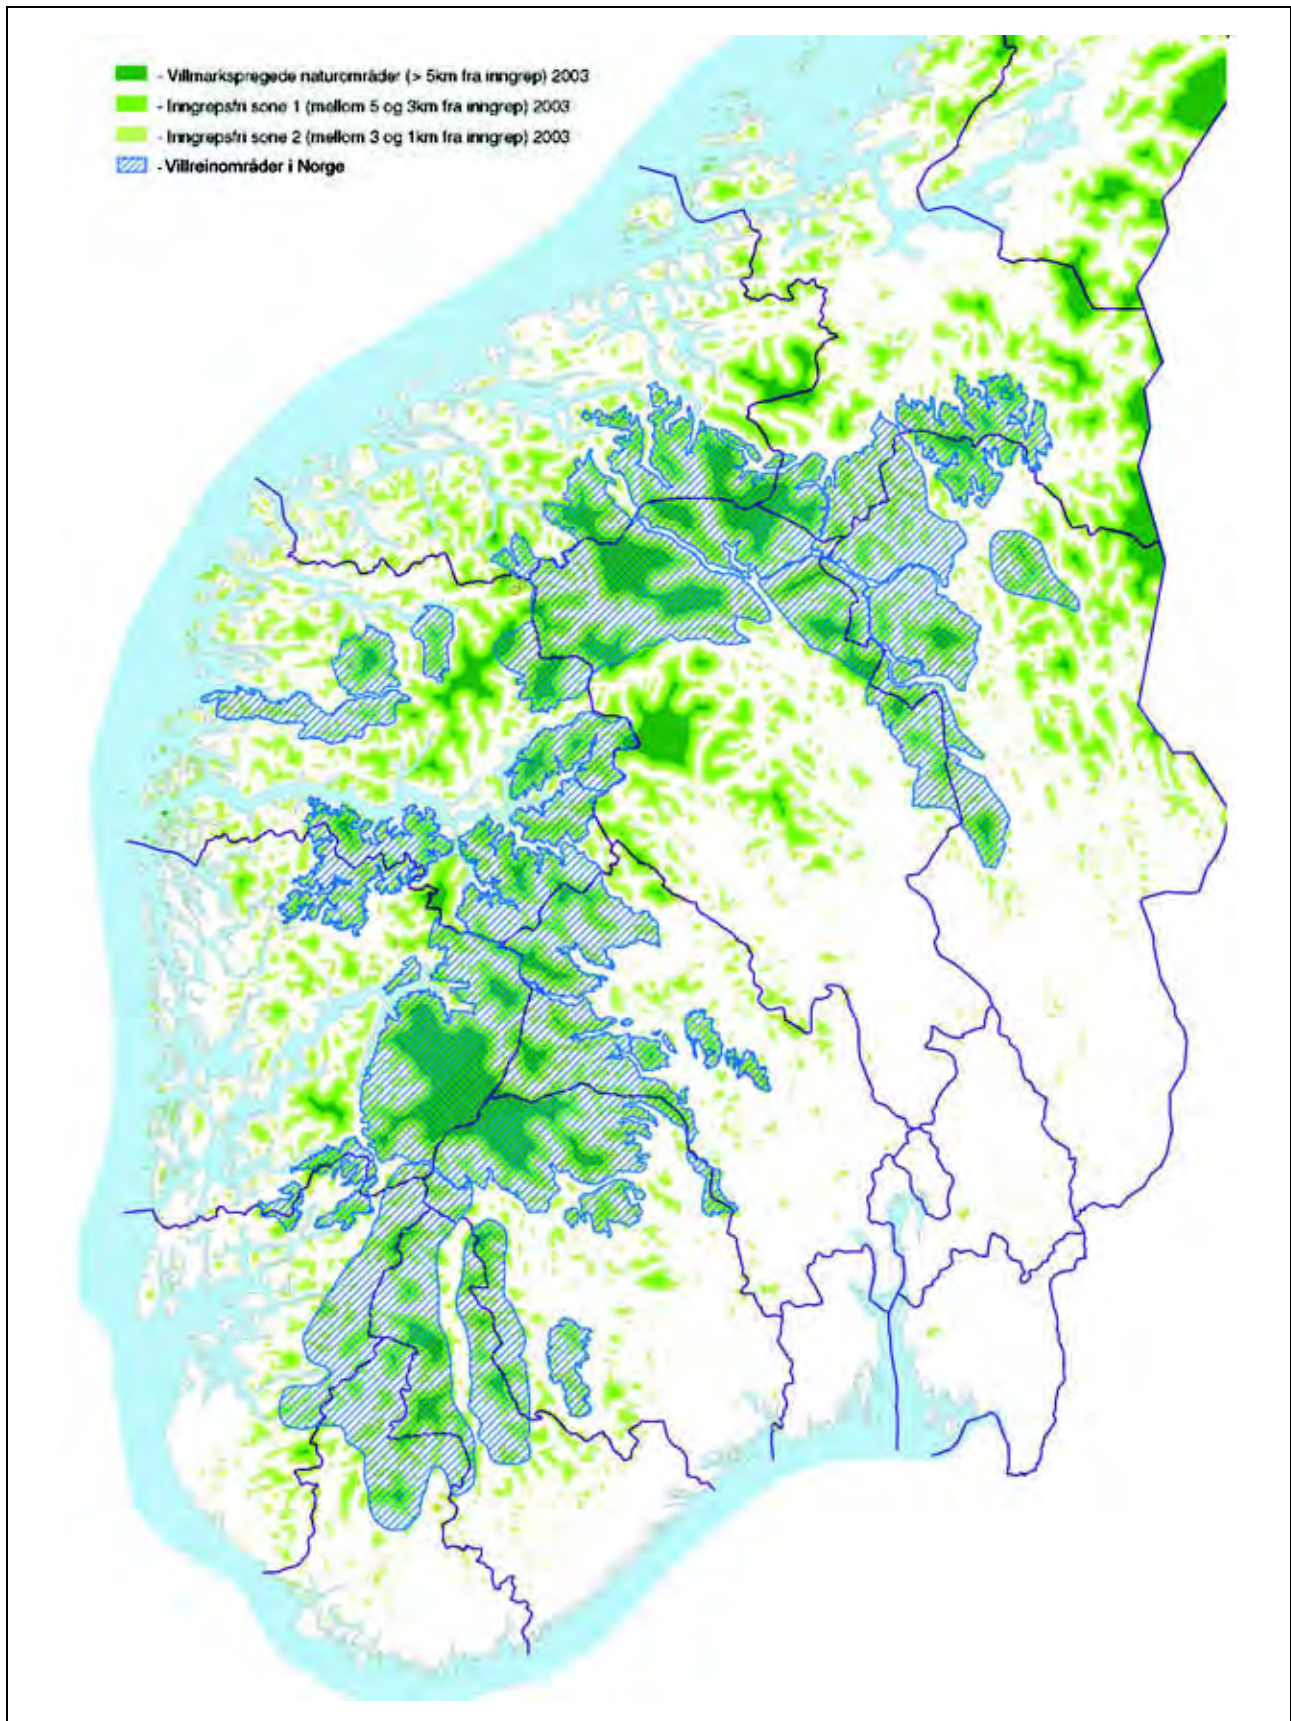 - Villmarkspregede naturområder (> 5km fra inngrep) 2003
- Inngrepsfri sone 1 (mellom 5 og 3km fra inngrep) 2003
- Inngrepsfri sone 2 (mellom 3 og 1km fra inngrep) 2003
- Villreinområder i Norge